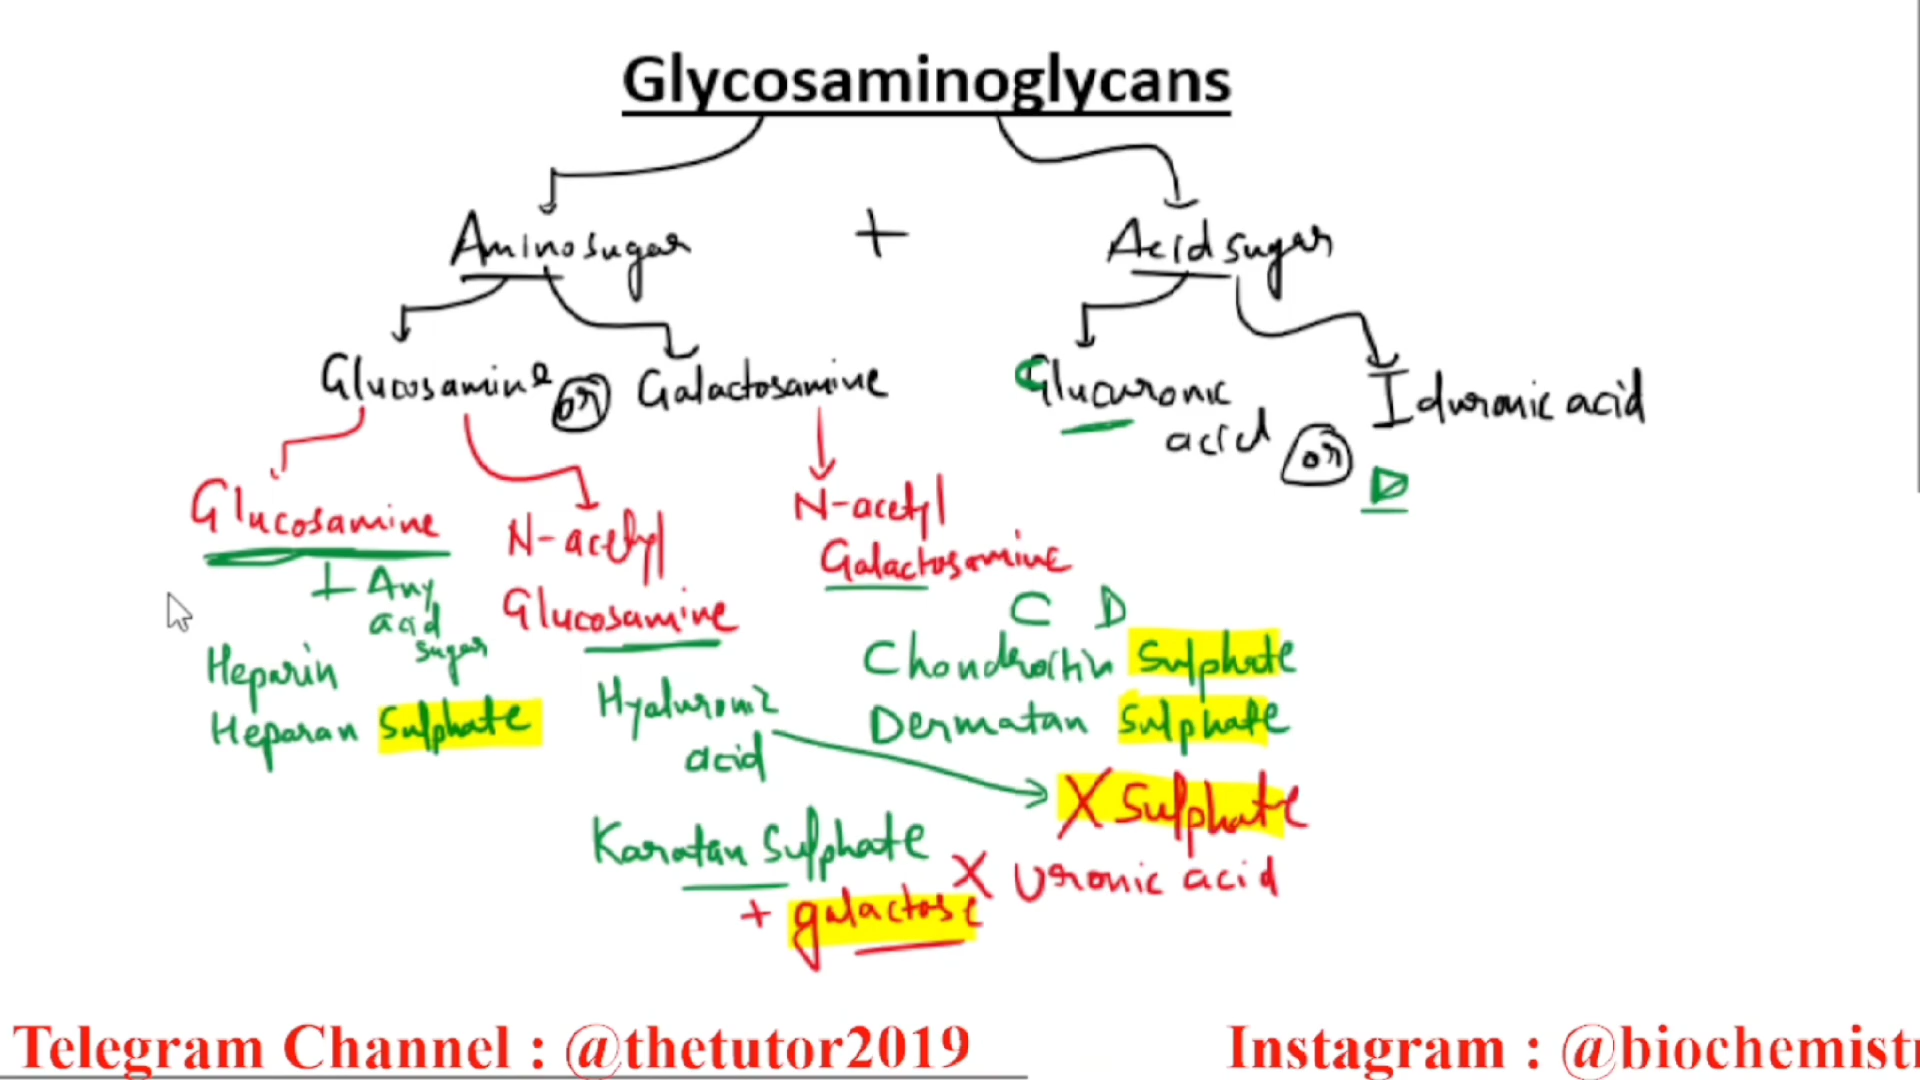 Glycosaminoglycans
Aminosugar + Acid sugar
Glucosamine or Galactosamine
Glucuronic acid or Iduronic acid
D
Glucosamine
+ Any
acid
sugar
Heparin
Heparan Sulphate
N-acetyl
Glucosamine
Hyaluronic
acid
Karatan Sulphate
+ galactose
N-acetyl
Galactosamine
C D
Chondroitin Sulphate
Dermatan Sulphate
X Sulphate
X Uronic acid
Telegram Channel : @thetutor2019
Instagram : @biochemist